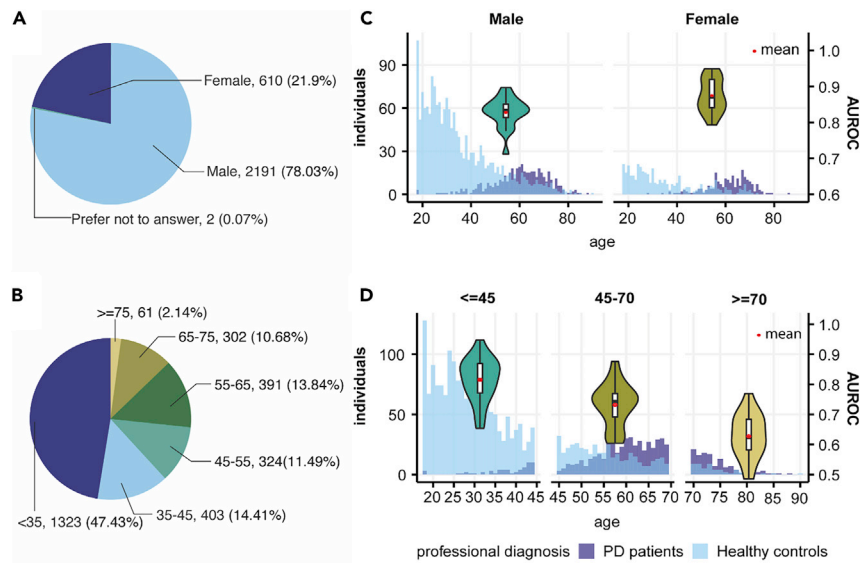 A
Female, 610 (21.9%)
Male, 2191 (78.03%)
Prefer not to answer, 2 (0.07%)
B
>=75, 61 (2.14%)
65-75, 302 (10.68%)
55-65, 391 (13.84%)
45-55, 324(11.49%)
35-45, 403 (14.41%)
<35, 1323 (47.43%)
C
Male
Female
mean
individuals
90
60
30
0
1.0
0.9
0.8
0.7
0.6
AUROC
20 40 60 80
20 40 60 80
age
D
<=45
45-70
>=70
mean
individuals
100
50
0
1.0
0.9
0.8
0.7
0.6
0.5
AUROC
20 25 30 35 40 45
45 50 55 60 65 70
70 75 80 85 90
age
professional diagnosis PD patients Healthy controls